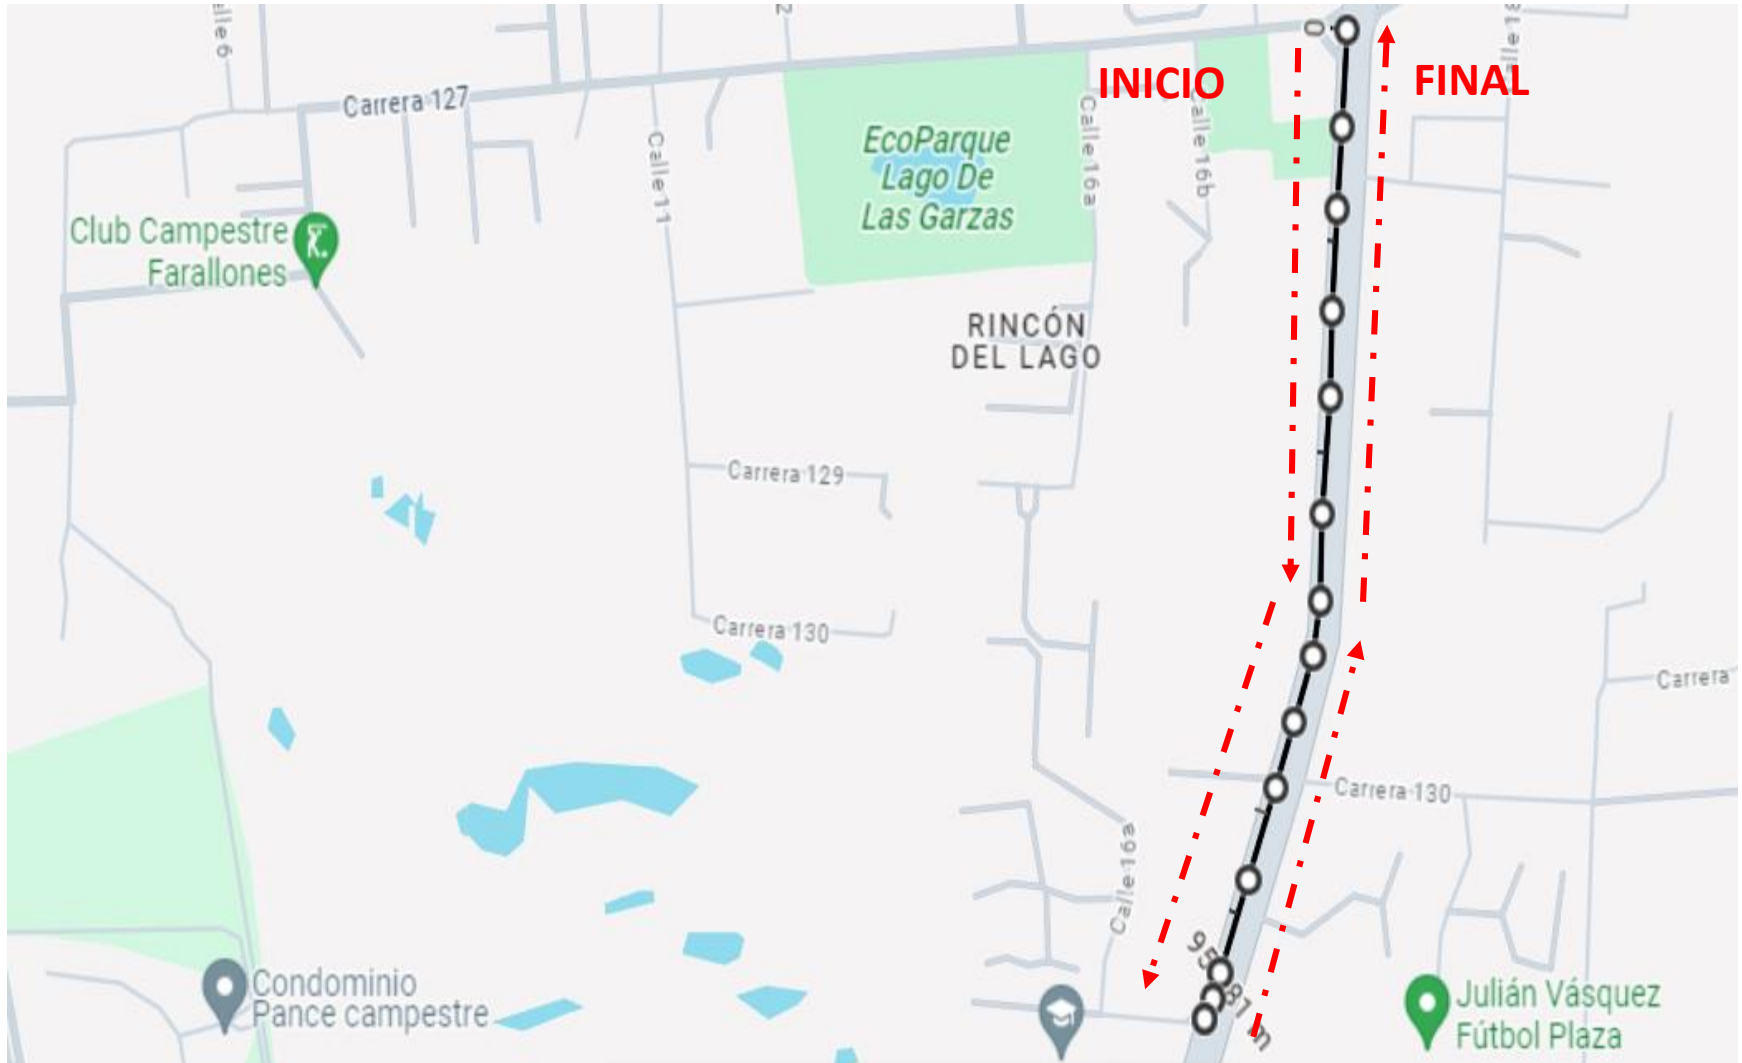 alle 6
0
INICIO
FINAL
Carrera 127
Calle 11
EcoParque
Lago De
Las Garzas
Calle 16a
Calle 16b
Club Campestre
Farallones
RINCÓN
DEL LAGO
Carrera 129
Carrera 130
Carrera
Carrera 130
Calle 16a
Condominio
Pance campestre
Julián Vásquez
Fútbol Plaza